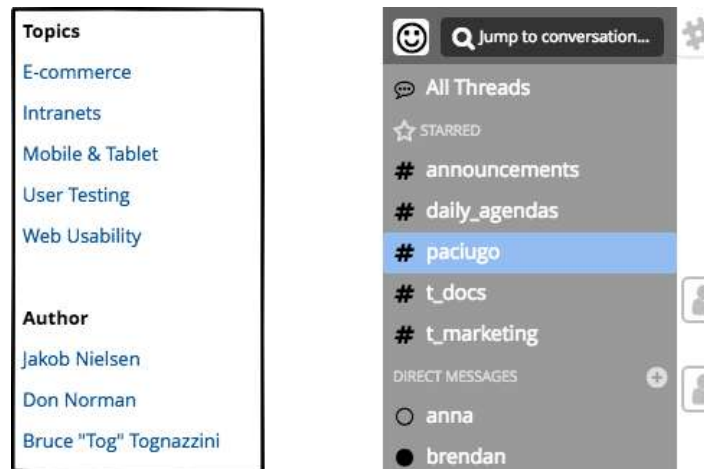 Topics
E-commerce
Intranets
Mobile & Tablet
User Testing
Web Usability
Author
Jakob Nielsen
Don Norman
Bruce "Tog" Tognazzini
Jump to conversation...
All Threads
STARRED
# announcements
# daily_agendas
# paciugo
# t_docs
# t_marketing
DIRECT MESSAGES
anna
brendan